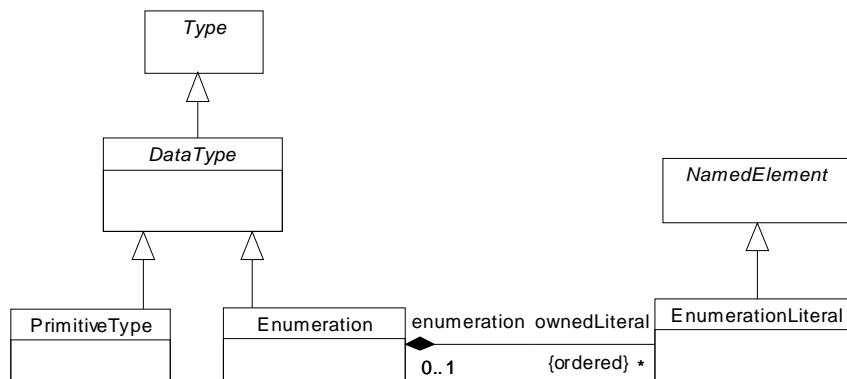 Type
DataType
NamedElement
PrimitiveType
Enumeration
enumeration ownedLiteral
EnumerationLiteral
0..1
{ordered} *